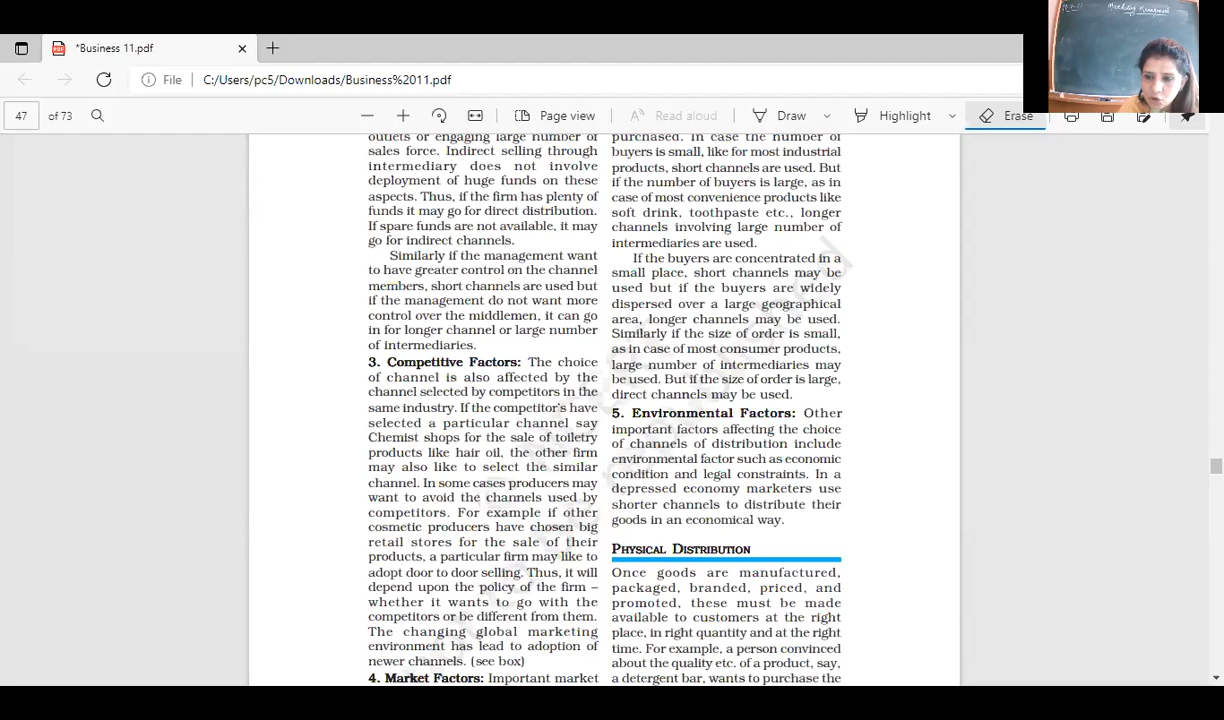 *Business 11.pdf
File C:/Users/pc5/Downloads/Business%2011.pdf
47 of 73 Page view Read aloud Draw Highlight Erase
Marketing Management
outlets or engaging large number of
sales force. Indirect selling through
intermediary does not involve
deployment of huge funds on these
aspects. Thus, if the firm has plenty of
funds it may go for direct distribution.
If spare funds are not available, it may
go for indirect channels.
Similarly if the management want
to have greater control on the channel
members, short channels are used but
if the management do not want more
control over the middlemen, it can go
in for longer channel or large number
of intermediaries.
3. Competitive Factors: The choice
of channel is also affected by the
channel selected by competitors in the
same industry. If the competitor's have
selected a particular channel say
Chemist shops for the sale of toiletry
products like hair oil, the other firm
may also like to select the similar
channel. In some cases producers may
want to avoid the channels used by
competitors. For example if other
cosmetic producers have chosen big
retail stores for the sale of their
products, a particular firm may like to
adopt door to door selling. Thus, it will
depend upon the policy of the firm –
whether it wants to go with the
competitors or be different from them.
The changing global marketing
environment has lead to adoption of
newer channels. (see box)
4. Market Factors: Important market
purchased. In case the number of
buyers is small, like for most industrial
products, short channels are used. But
if the number of buyers is large, as in
case of most convenience products like
soft drink, toothpaste etc., longer
channels involving large number of
intermediaries are used.
If the buyers are concentrated in a
small place, short channels may be
used but if the buyers are widely
dispersed over a large geographical
area, longer channels may be used.
Similarly if the size of order is small,
as in case of most consumer products,
large number of intermediaries may
be used. But if the size of order is large,
direct channels may be used.
5. Environmental Factors: Other
important factors affecting the choice
of channels of distribution include
environmental factor such as economic
condition and legal constraints. In a
depressed economy marketers use
shorter channels to distribute their
goods in an economical way.
PHYSICAL DISTRIBUTION
Once goods are manufactured,
packaged, branded, priced, and
promoted, these must be made
available to customers at the right
place, in right quantity and at the right
time. For example, a person convinced
about the quality etc. of a product, say,
a detergent bar, wants to purchase the